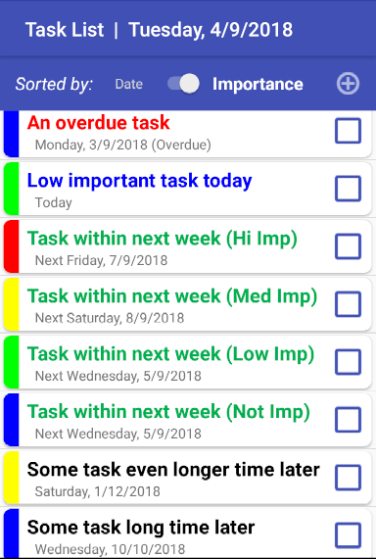 Task List | Tuesday, 4/9/2018
Sorted by: Date Importance
An overdue task
Monday, 3/9/2018 (Overdue)
Low important task today
Today
Task within next week (Hi Imp)
Next Friday, 7/9/2018
Task within next week (Med Imp)
Next Saturday, 8/9/2018
Task within next week (Low Imp)
Next Wednesday, 5/9/2018
Task within next week (Not Imp)
Next Wednesday, 5/9/2018
Some task even longer time later
Saturday, 1/12/2018
Some task long time later
Wednesday, 10/10/2018